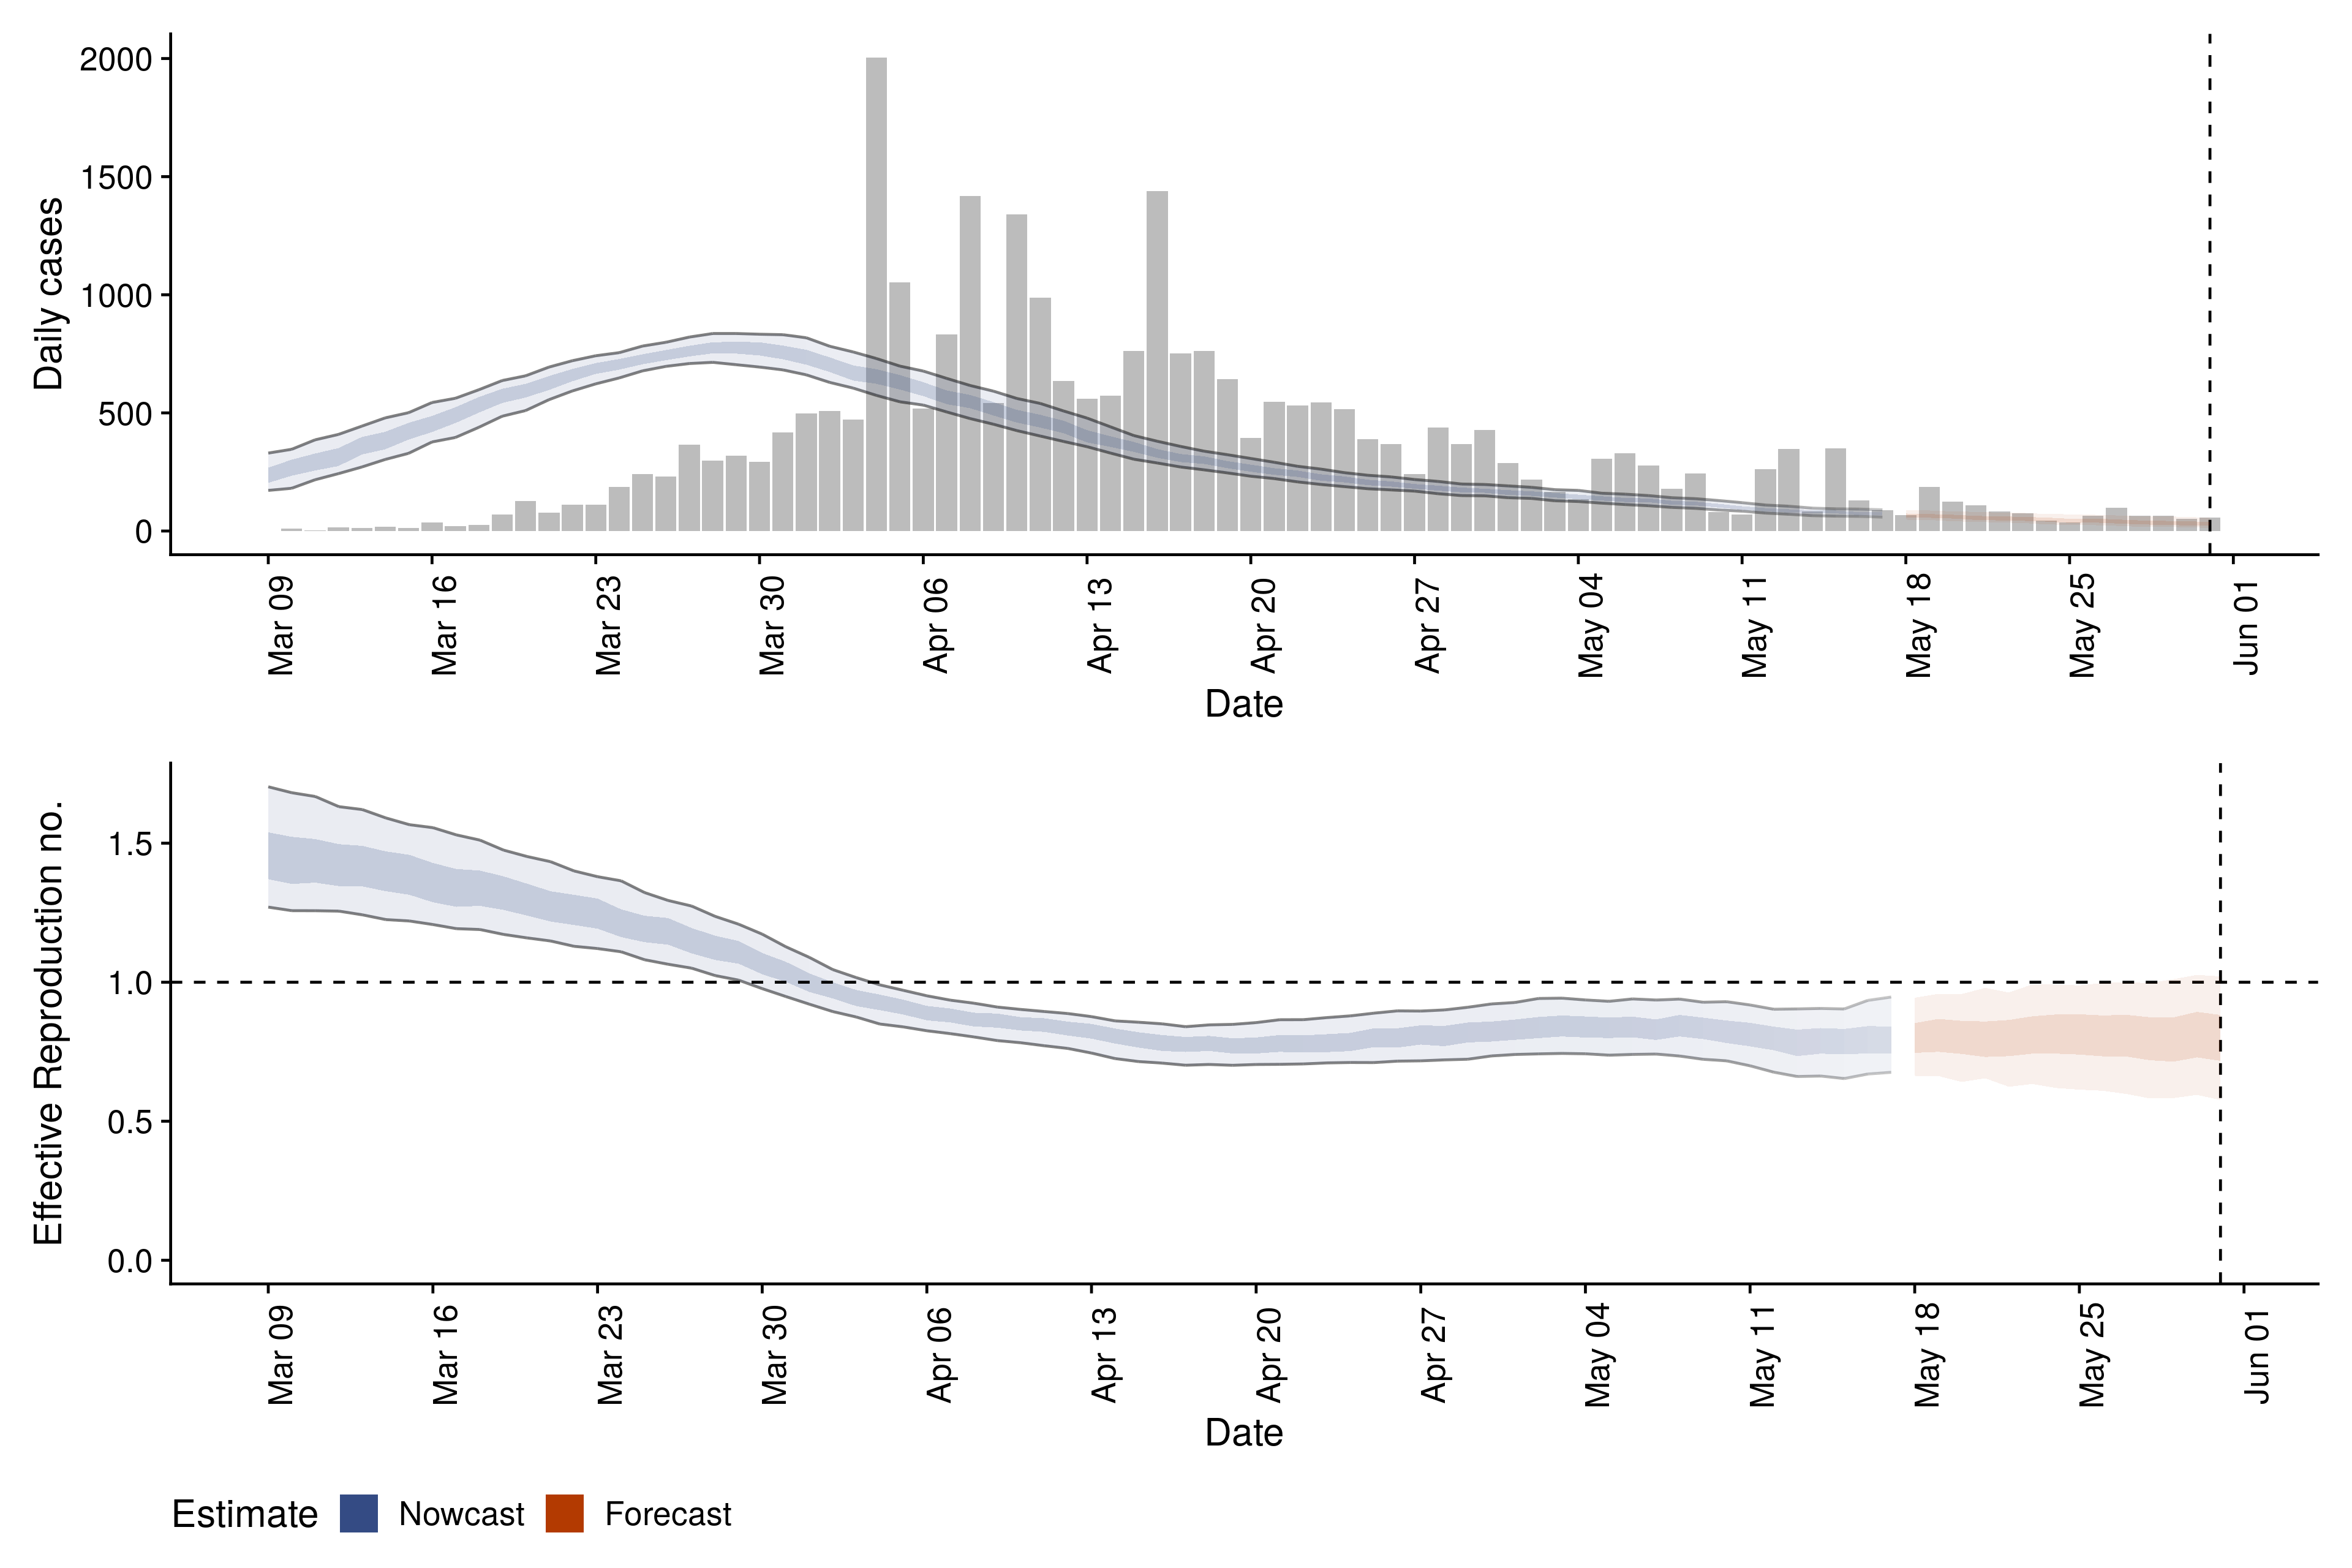 Daily cases
2000
1500
1000
500
0
Mar 09
Mar 16
Mar 23
Mar 30
Apr 06
Apr 13
Apr 20
Apr 27
May 04
May 11
May 18
May 25
Jun 01
Date
Effective Reproduction no.
1.5
1.0
0.5
0.0
Mar 09
Mar 16
Mar 23
Mar 30
Apr 06
Apr 13
Apr 20
Apr 27
May 04
May 11
May 18
May 25
Jun 01
Date
Estimate Nowcast Forecast